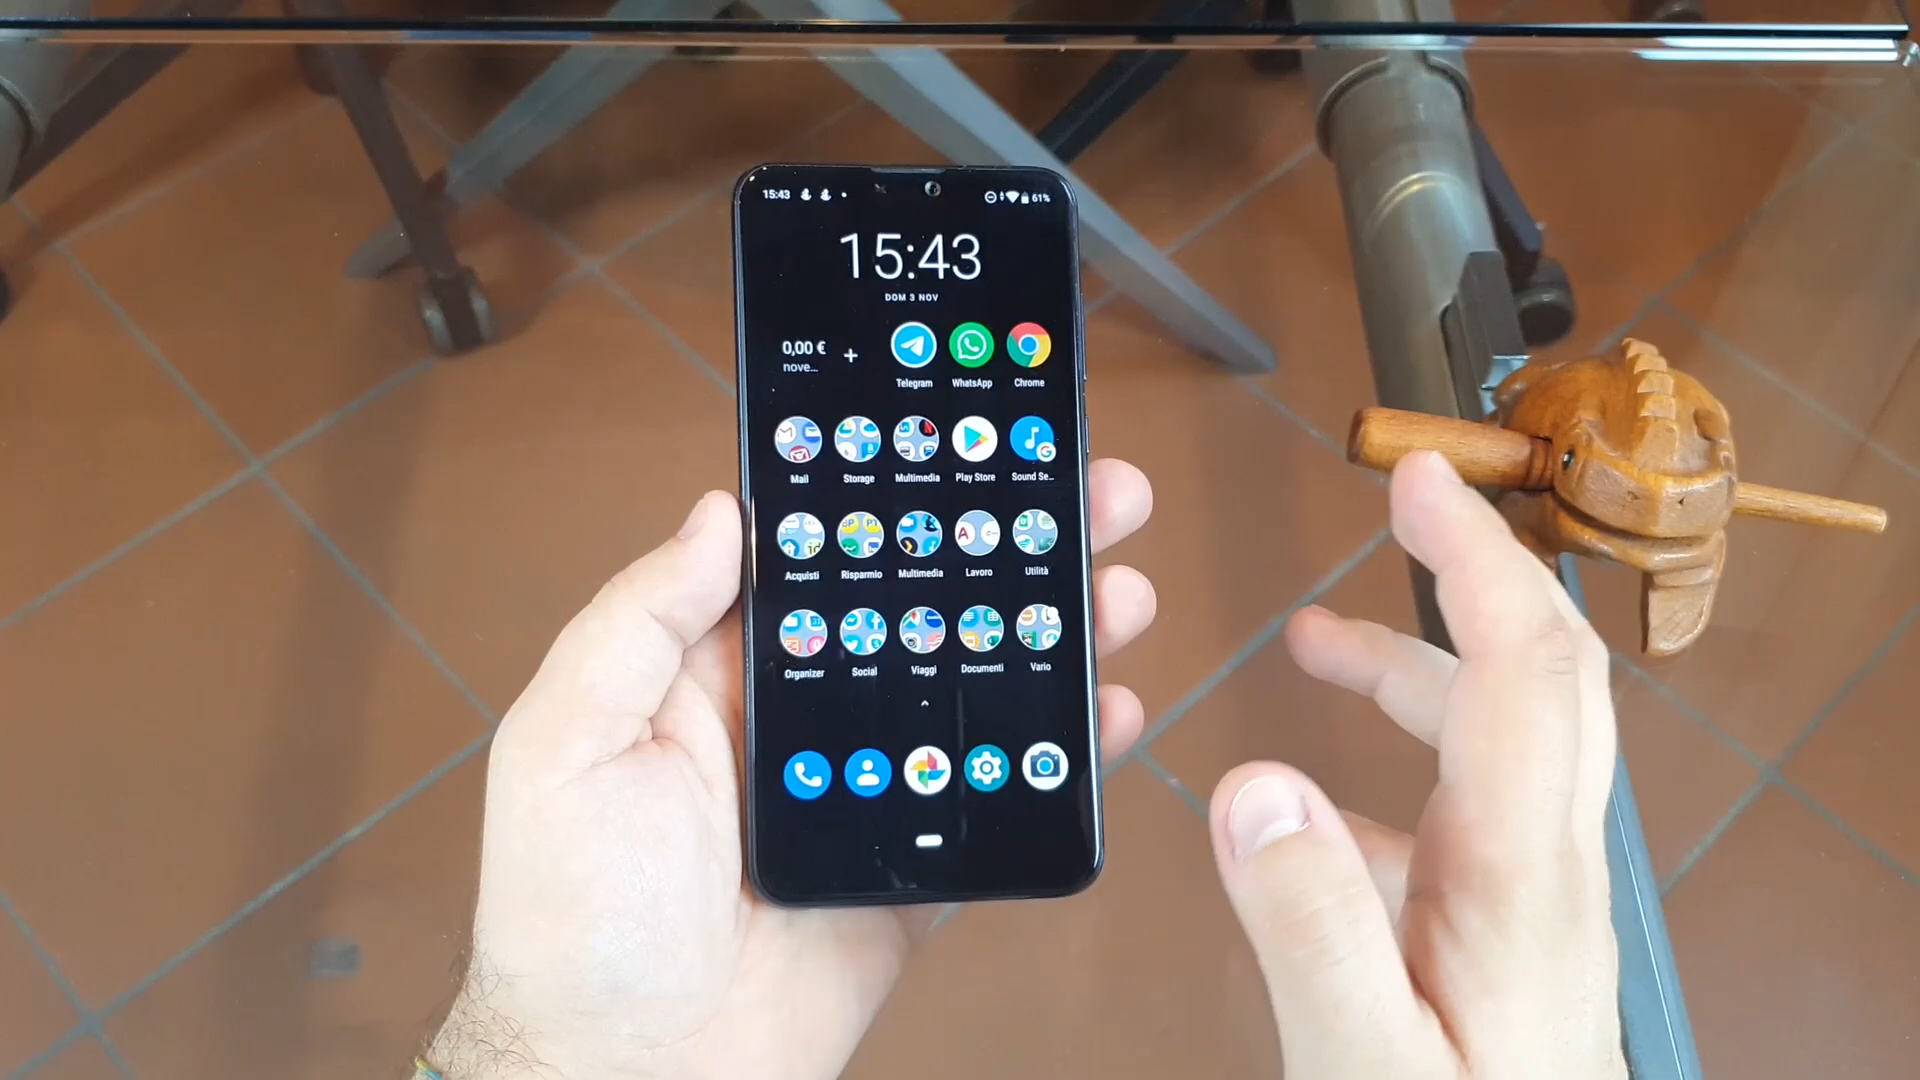 15:43
61%
15:43
DOM 3 NOV
0,00 € +
nove...
Telegram WhatsApp Chrome
Mail Storage Multimedia Play Store Sound Se...
Acquisti Risparmio Multimedia Lavoro Utilità
Organizer Social Viaggi Documenti Vario